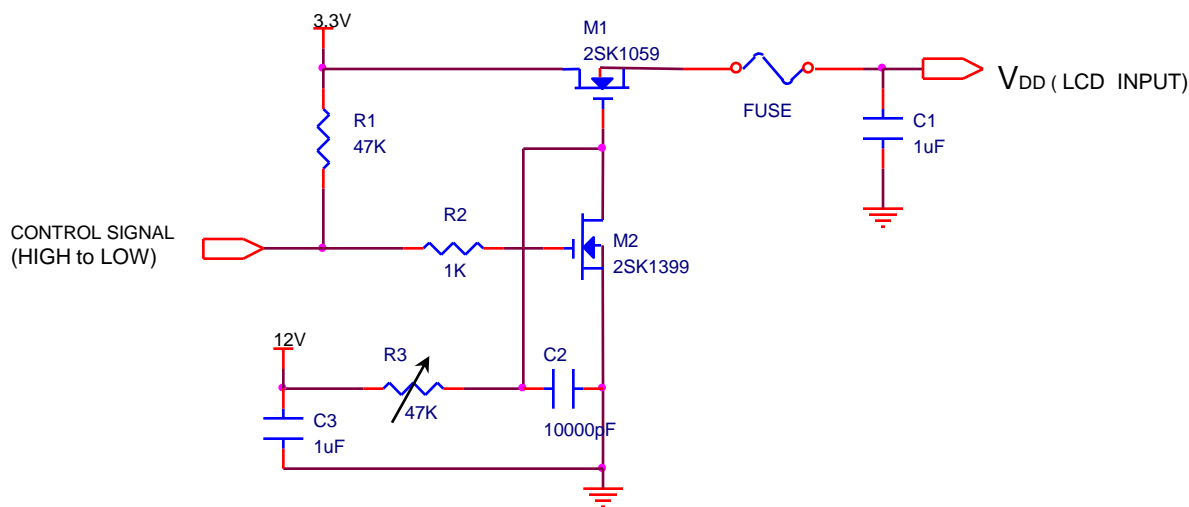 3.3V
M1
2SK1059
R1
47K
FUSE
VDD ( LCD INPUT)
C1
1uF
CONTROL SIGNAL
(HIGH to LOW)
R2
1K
M2
2SK1399
12V
R3
47K
C2
10000pF
C3
1uF